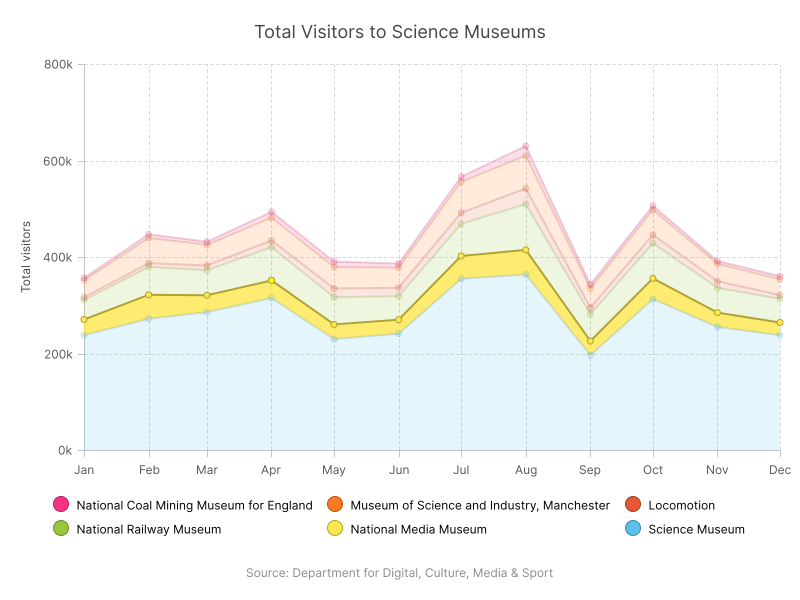 Total Visitors to Science Museums
800k
600k
400k
200k
0k
Total visitors
Jan Feb Mar Apr May Jun Jul Aug Sep Oct Nov Dec
National Coal Mining Museum for England Museum of Science and Industry, Manchester Locomotion
National Railway Museum National Media Museum Science Museum
Source: Department for Digital, Culture, Media & Sport